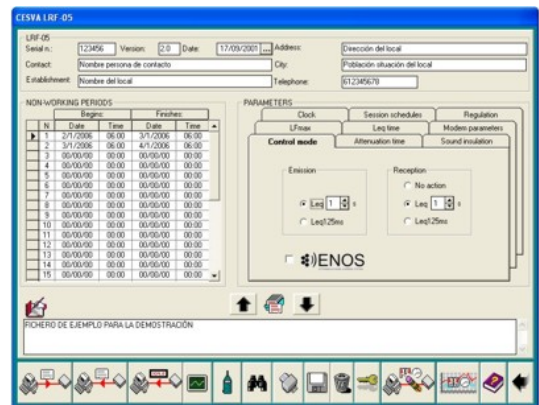 CESVA LRF-05
LRF-05
Serial n.: 123456 Version: 2.0 Date: 17/09/2001 ... Address: Dirección del local
Contact: Nombre persona de contacto City: Población situación del local
Establishment: Nombre del local Telephone: 612345678
NON-WORKING PERIODS PARAMETERS
Begins: Finishes:
N Date Time Date Time
1 2/1/2006 06:00 3/1/2006 06:00
2 3/1/2006 06:00 4/1/2006 06:00
3 00/00/00 00:00 00/00/00 00:00
4 00/00/00 00:00 00/00/00 00:00
5 00/00/00 00:00 00/00/00 00:00
6 00/00/00 00:00 00/00/00 00:00
7 00/00/00 00:00 00/00/00 00:00
8 00/00/00 00:00 00/00/00 00:00
9 00/00/00 00:00 00/00/00 00:00
10 00/00/00 00:00 00/00/00 00:00
11 00/00/00 00:00 00/00/00 00:00
12 00/00/00 00:00 00/00/00 00:00
13 00/00/00 00:00 00/00/00 00:00
14 00/00/00 00:00 00/00/00 00:00
15 00/00/00 00:00 00/00/00 00:00
Clock Session schedules Regulation
LFmax Leq time Modem parameters
Control mode Attenuation time Sound insulation
Emission Reception
No action
Leq 1 s Leq 1 s
Leq125ms Leq125ms
ENOS
FICHERO DE EJEMPLO PARA LA DEMOSTRACIÓN